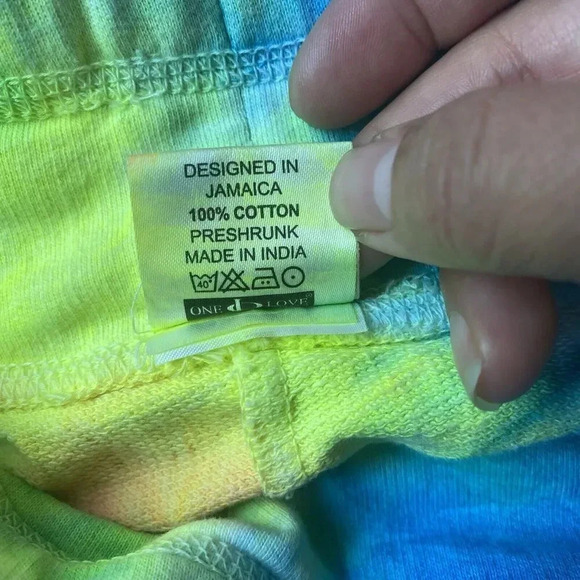 DESIGNED IN
JAMAICA
100% COTTON
PRESHRUNK
MADE IN INDIA
40°
ONE LOVE